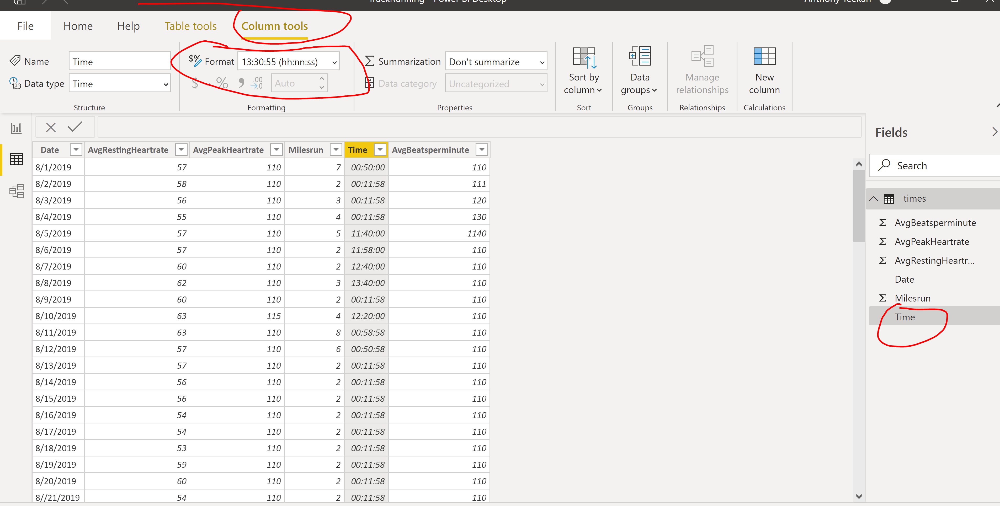 TrackRunning - Power BI Desktop
File Home Help Table tools Column tools
Name Time
$% Format 13:30:55 (hh:nn:ss)
Σ Summarization Don't summarize
123 Data type Time
$ % , .00 .0 Auto
Data category Uncategorized
Sort by column
Data groups
Manage relationships
New column
Structure Formatting Properties Sort Groups Relationships Calculations
Fields
Search
times
Σ AvgBeatsperminute
Σ AvgPeakHeartrate
Σ AvgRestingHeartr...
Date
Σ Milesrun
Time
Date AvgRestingHeartrate AvgPeakHeartrate Milesrun Time AvgBeatsperminute
8/1/2019 57 110 7 00:50:00 110
8/2/2019 58 110 2 00:11:58 111
8/3/2019 56 110 3 00:11:58 120
8/4/2019 55 110 4 00:11:58 130
8/5/2019 57 110 5 11:40:00 1140
8/6/2019 57 110 2 11:58:00 110
8/7/2019 60 110 2 12:40:00 110
8/8/2019 62 110 3 13:40:00 110
8/9/2019 60 110 2 00:11:58 110
8/10/2019 63 115 4 12:20:00 110
8/11/2019 63 110 8 00:58:58 110
8/12/2019 57 110 6 00:50:58 110
8/13/2019 57 110 2 00:11:58 110
8/14/2019 56 110 2 00:11:58 110
8/15/2019 56 110 2 00:11:58 110
8/16/2019 54 110 2 00:11:58 110
8/17/2019 54 110 2 00:11:58 110
8/18/2019 53 110 2 00:11:58 110
8/19/2019 59 110 2 00:11:58 110
8/20/2019 60 110 2 00:11:58 110
8//21/2019 54 110 2 00:11:58 110